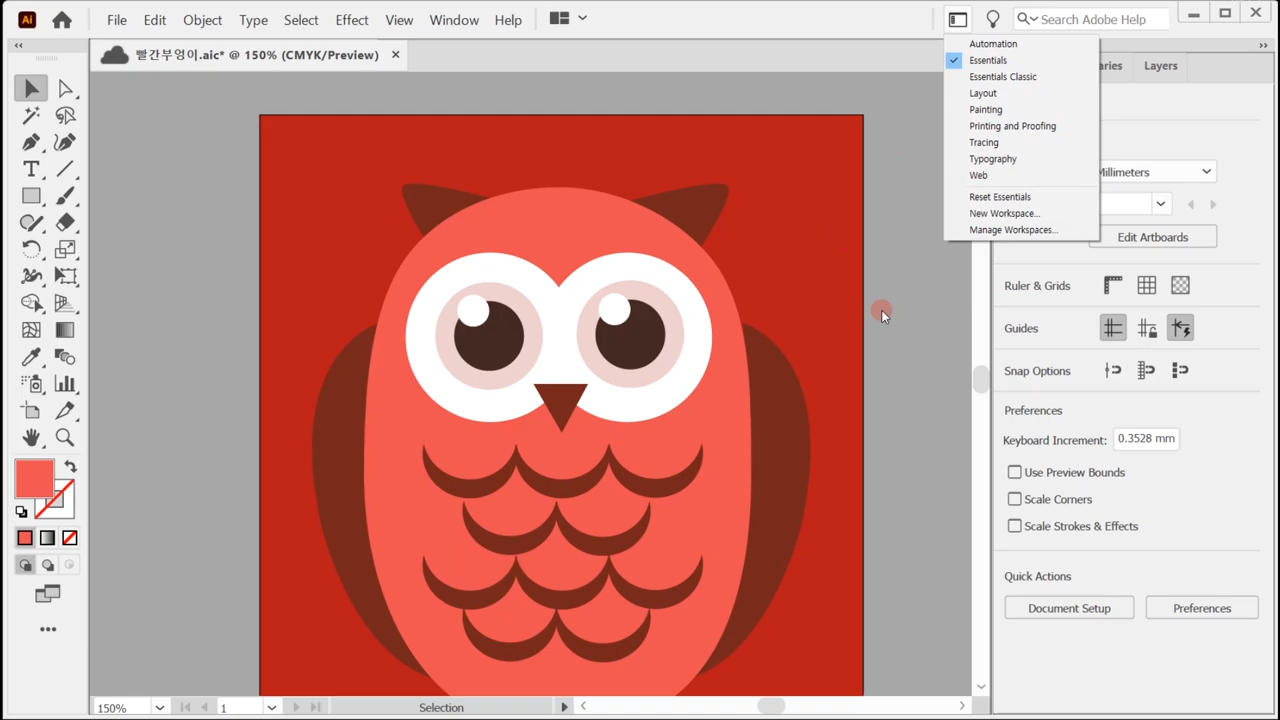 Ai File Edit Object Type Select Effect View Window Help Search Adobe Help
빨간부엉이.aic* @ 150% (CMYK/Preview)
Automation
Essentials
Essentials Classic
Layout
Painting
Printing and Proofing
Tracing
Typography
Web
Reset Essentials
New Workspace...
Manage Workspaces...
aries Layers
Millimeters
Edit Artboards
Ruler & Grids
Guides
Snap Options
Preferences
Keyboard Increment: 0.3528 mm
Use Preview Bounds
Scale Corners
Scale Strokes & Effects
Quick Actions
Document Setup Preferences
150% 1 Selection